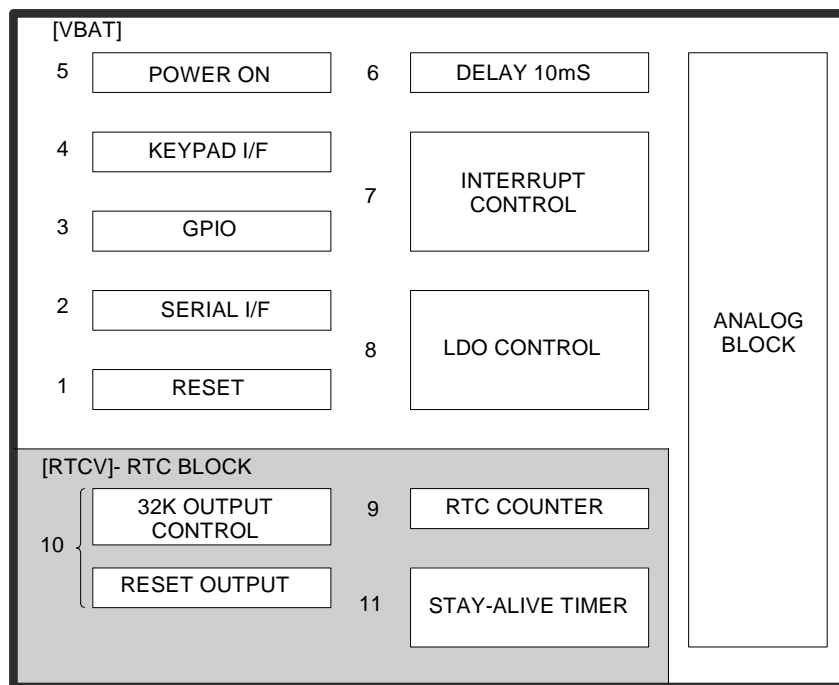 [VBAT]
5 POWER ON
6 DELAY 10mS
4 KEYPAD I/F
7 INTERRUPT
CONTROL
3 GPIO
2 SERIAL I/F
8 LDO CONTROL
1 RESET
ANALOG
BLOCK
[RTCV]- RTC BLOCK
10
32K OUTPUT
CONTROL
RESET OUTPUT
9 RTC COUNTER
11 STAY-ALIVE TIMER